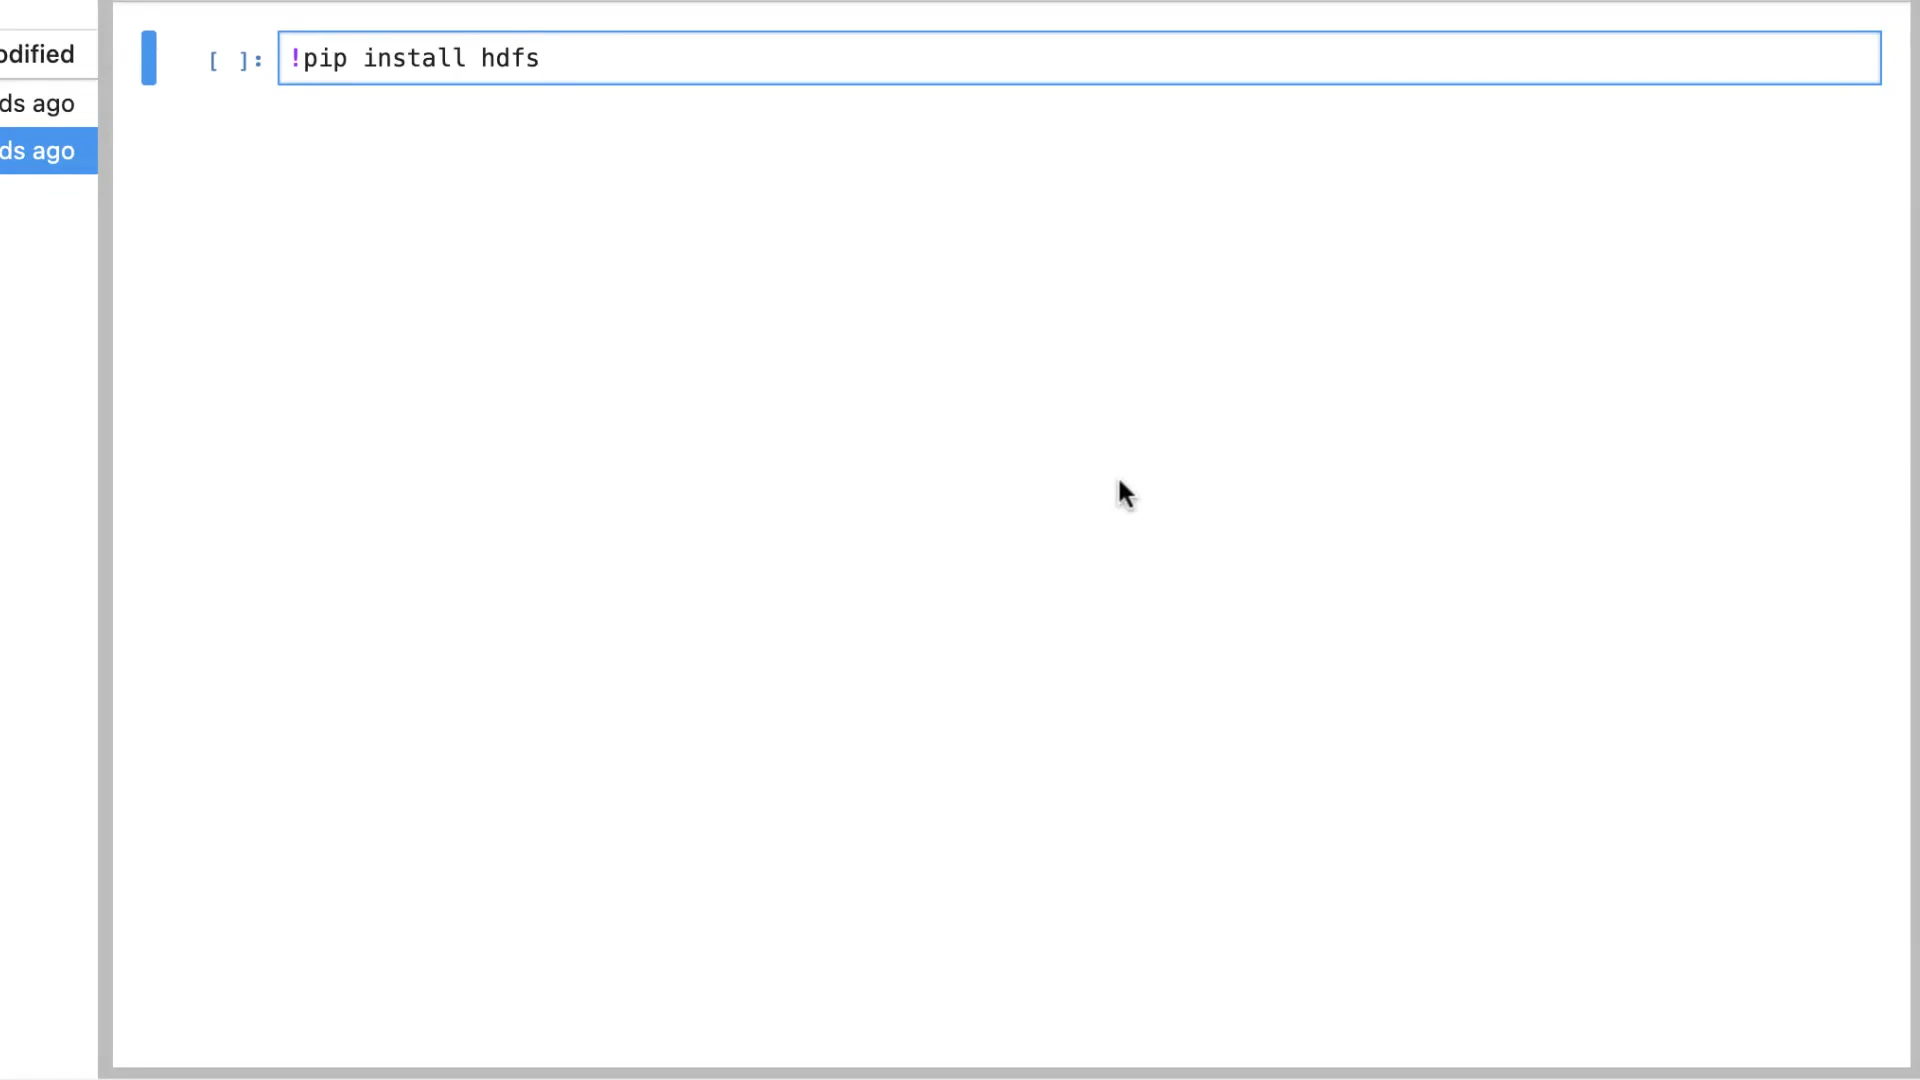 odified
ds ago
ds ago
[ ]: !pip install hdfs